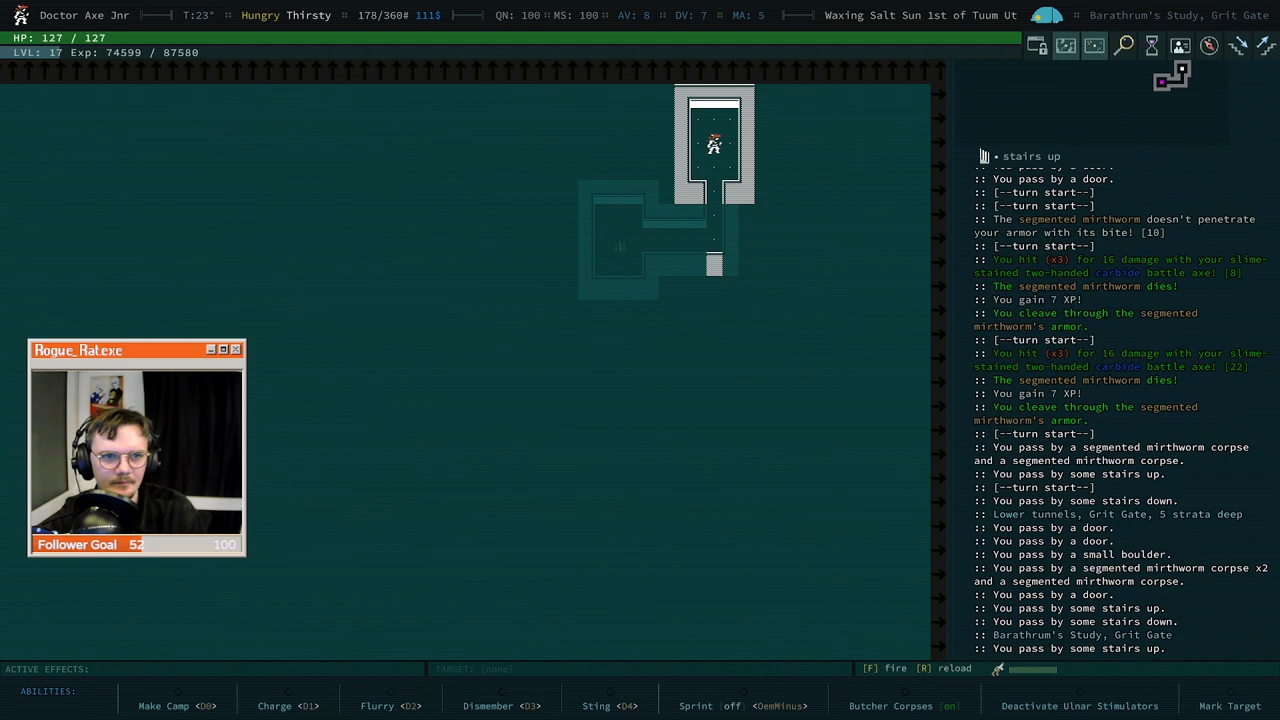 Doctor Axe Jnr T:23° :: Hungry Thirsty :: 178/360# 111$ QN: 100 :: MS: 100 :: AV: 8 :: DV: 7 :: MA: 5 Waxing Salt Sun 1st of Tuum Ut :: Barathrum's Study, Grit Gate
HP: 127 / 127
LVL: 17 Exp: 74599 / 87580
• stairs up
:: You pass by a door.
:: [--turn start--]
:: [--turn start--]
:: The segmented mirthworm doesn't penetrate
your armor with its bite! [10]
:: [--turn start--]
:: You hit (x3) for 16 damage with your slime-
stained two-handed carbide battle axe! [8]
:: The segmented mirthworm dies!
:: You gain 7 XP!
:: You cleave through the segmented
mirthworm's armor.
:: [--turn start--]
:: You hit (x3) for 16 damage with your slime-
stained two-handed carbide battle axe! [22]
:: The segmented mirthworm dies!
:: You gain 7 XP!
:: You cleave through the segmented
mirthworm's armor.
:: [--turn start--]
:: You pass by a segmented mirthworm corpse
and a segmented mirthworm corpse.
:: You pass by some stairs up.
:: [--turn start--]
:: You pass by some stairs down.
:: Lower tunnels, Grit Gate, 5 strata deep
:: You pass by a door.
:: You pass by a door.
:: You pass by a small boulder.
:: You pass by a segmented mirthworm corpse x2
and a segmented mirthworm corpse.
:: You pass by a door.
:: You pass by some stairs up.
:: You pass by some stairs down.
:: Barathrum's Study, Grit Gate
:: You pass by some stairs up.
Rogue_Rat.exe
Follower Goal 52 100
ACTIVE EFFECTS: TARGET: [none] [F] fire [R] reload
ABILITIES: Make Camp <D0> Charge <D1> Flurry <D2> Dismember <D3> Sting <D4> Sprint [off] <OemMinus> Butcher Corpses [on] Deactivate Ulnar Stimulators Mark Target